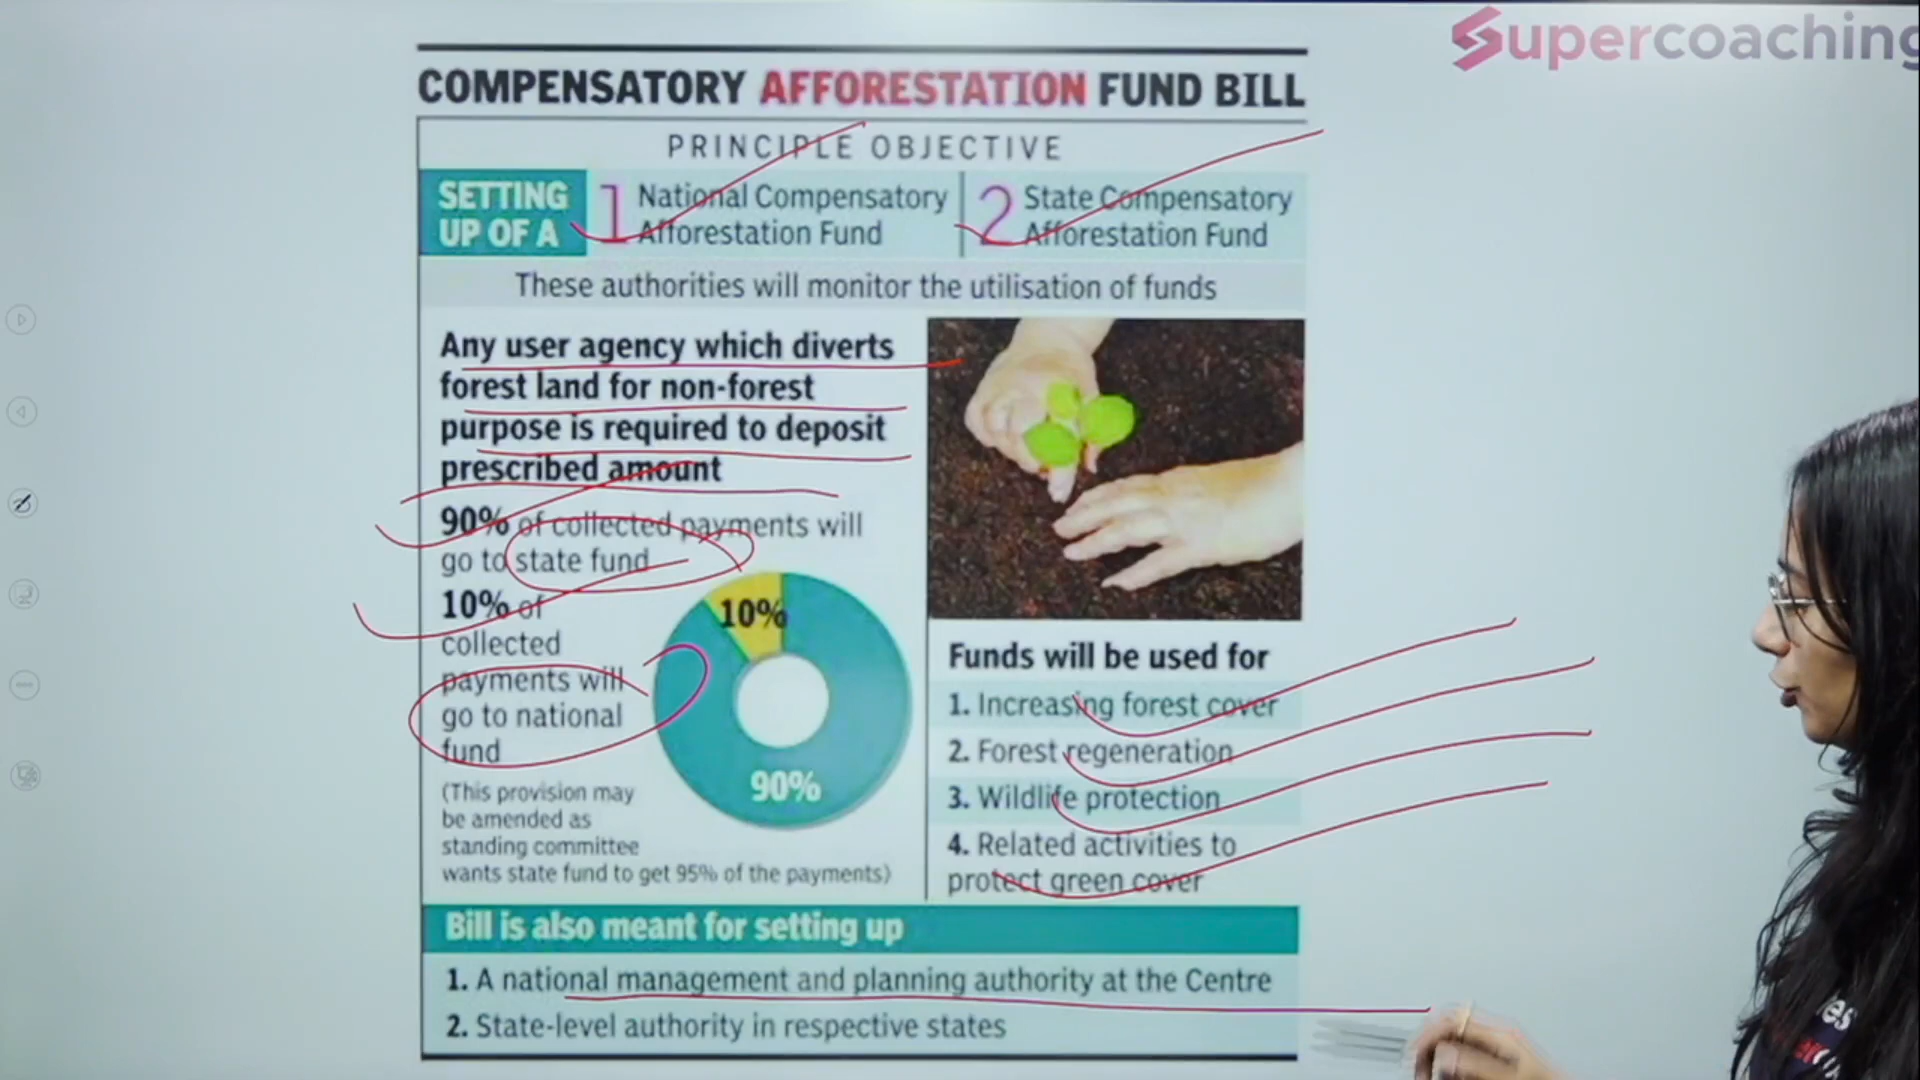 Supercoaching
COMPENSATORY AFFORESTATION FUND BILL
PRINCIPLE OBJECTIVE
SETTING
UP OF A
1 National Compensatory
Afforestation Fund
2 State Compensatory
Afforestation Fund
These authorities will monitor the utilisation of funds
Any user agency which diverts
forest land for non-forest
purpose is required to deposit
prescribed amount
90% of collected payments will
go to state fund
10% of
collected
payments will
go to national
fund
(This provision may
be amended as
standing committee
wants state fund to get 95% of the payments)
10%
90%
Funds will be used for
1. Increasing forest cover
2. Forest regeneration
3. Wildlife protection
4. Related activities to
protect green cover
Bill is also meant for setting up
1. A national management and planning authority at the Centre
2. State-level authority in respective states